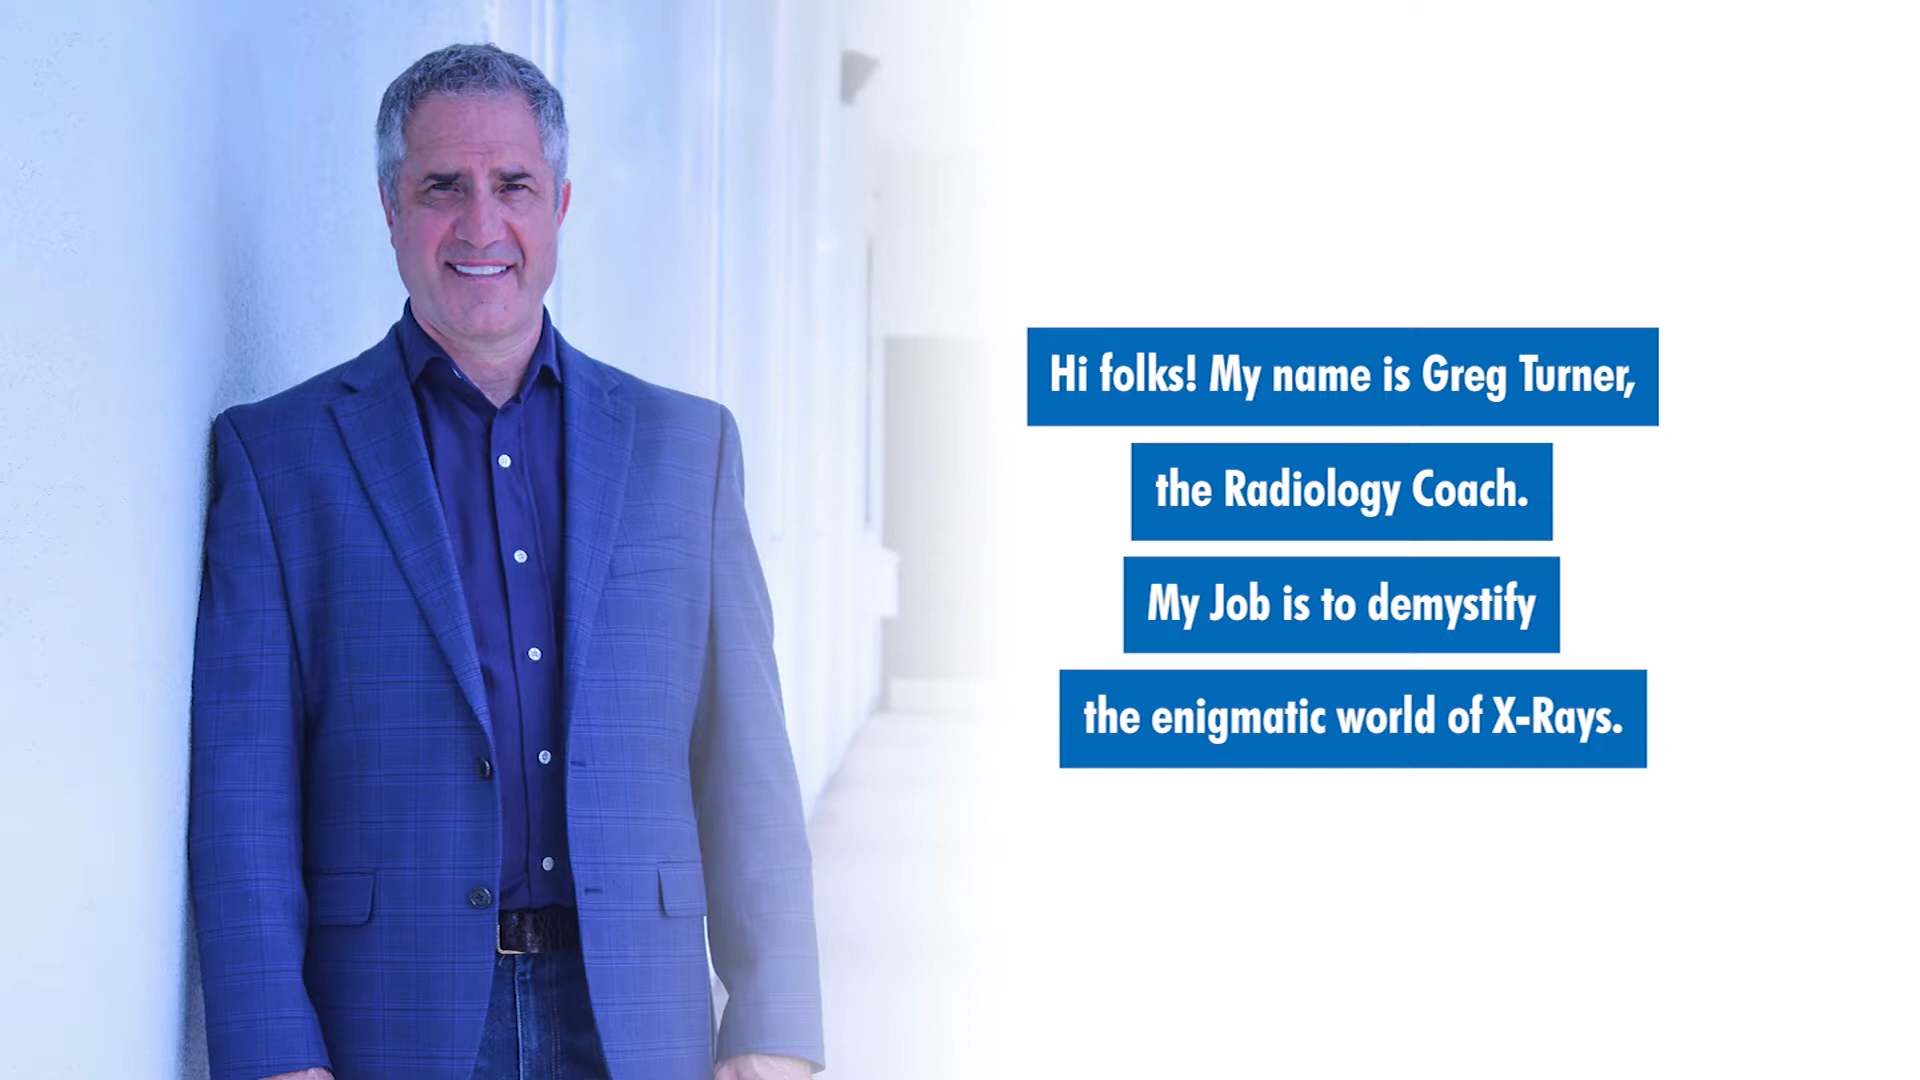 Hi folks! My name is Greg Turner,
the Radiology Coach.
My Job is to demystify
the enigmatic world of X-Rays.